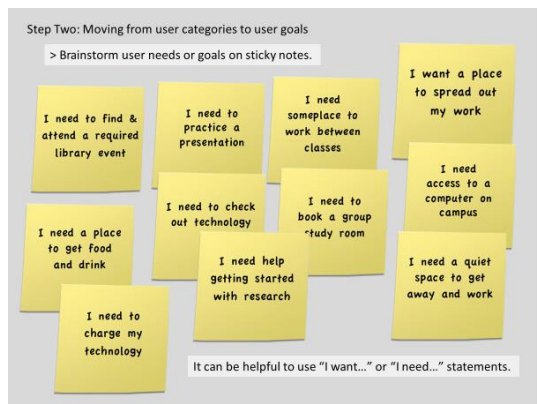 Step Two: Moving from user categories to user goals
> Brainstorm user needs or goals on sticky notes.
I need to find &
attend a required
library event
I need to
practice a
presentation
I need
someplace to
work between
classes
I want a place
to spread out
my work
I need a place
to get food
and drink
I need to check
out technology
I need to
book a group
study room
I need
access to a
computer on
campus
I need to
charge my
technology
I need help
getting started
with research
I need a quiet
space to get
away and work
It can be helpful to use “I want...” or “I need...” statements.